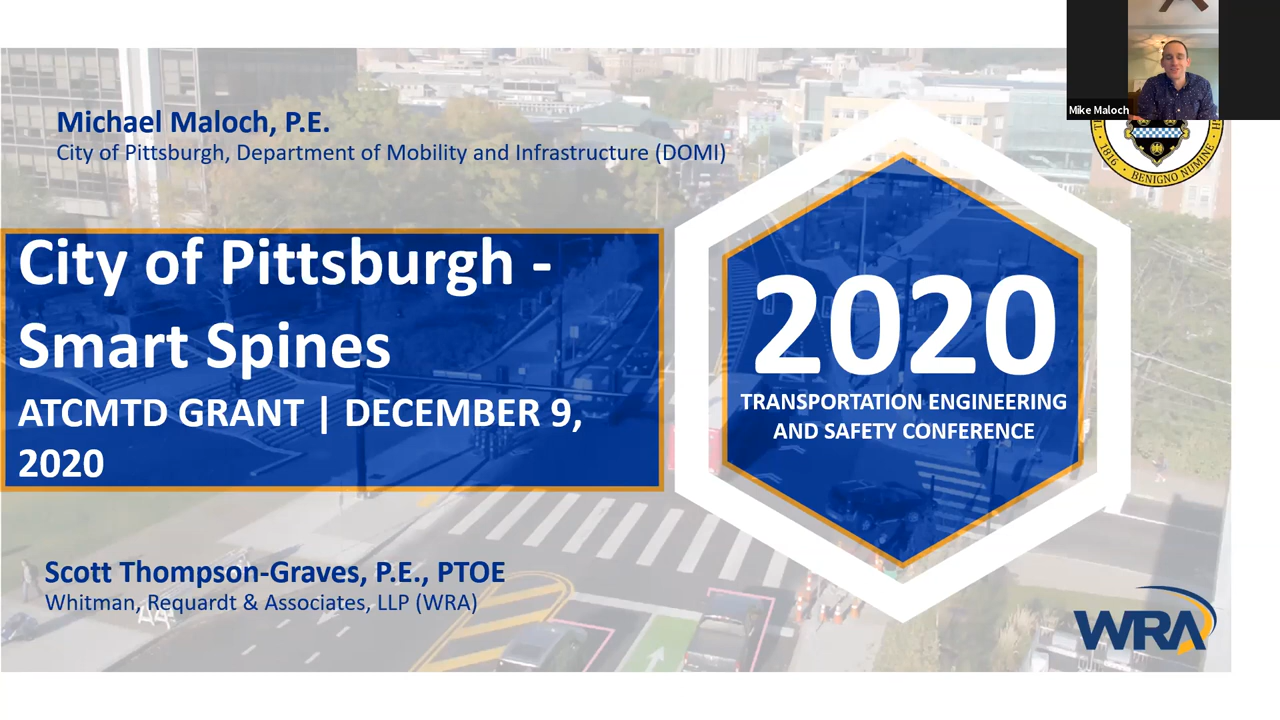 Mike Maloch
Michael Maloch, P.E.
City of Pittsburgh, Department of Mobility and Infrastructure (DOMI)
1816 · BENIGNO NUMINE
City of Pittsburgh -
Smart Spines
ATCMTD GRANT | DECEMBER 9,
2020
2020
TRANSPORTATION ENGINEERING
AND SAFETY CONFERENCE
Scott Thompson-Graves, P.E., PTOE
Whitman, Requardt & Associates, LLP (WRA)
WRA